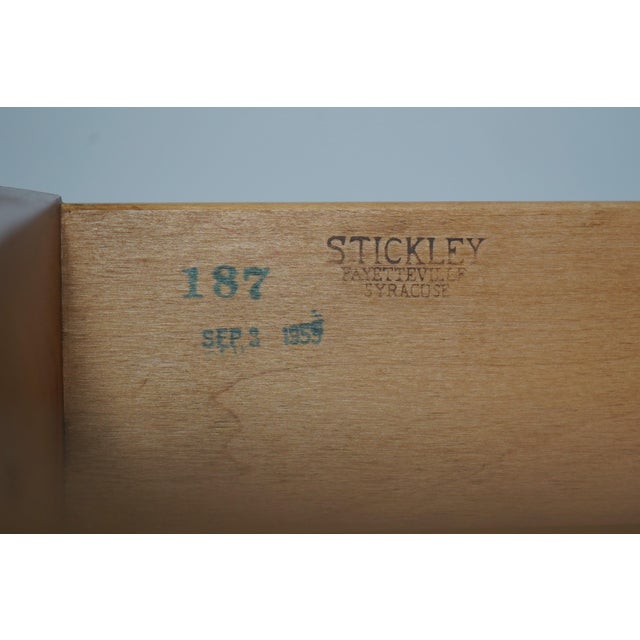 187
STICKLEY
FAYETTEVILLE
SYRACUSE
SEP. 3 1959